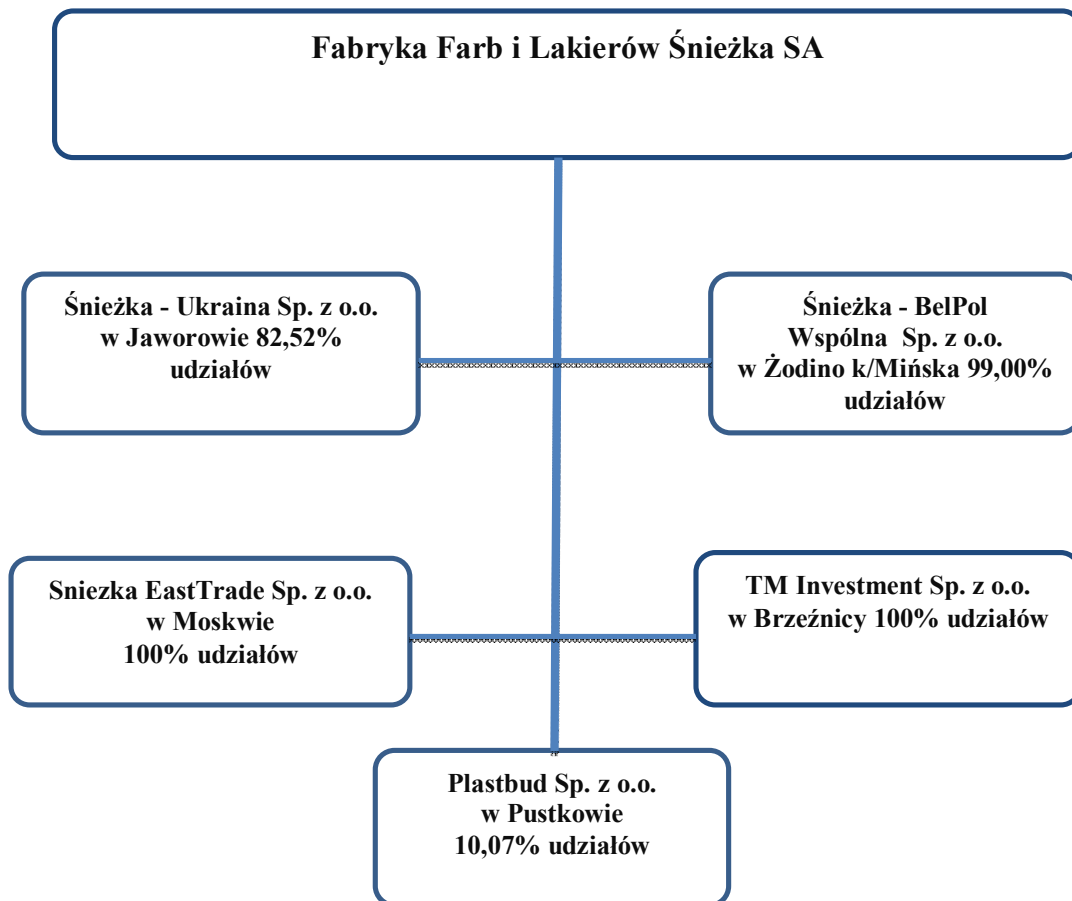 Fabryka Farb i Lakierów Śnieżka SA
Śnieżka - Ukraina Sp. z o.o.
w Jaworowie 82,52%
udziałów
Śnieżka - BelPol
Wspólna Sp. z o.o.
w Żodino k/Mińska 99,00%
udziałów
Sniezka EastTrade Sp. z o.o.
w Moskwie
100% udziałów
TM Investment Sp. z o.o.
w Brzeźnicy 100% udziałów
Plastbud Sp. z o.o.
w Pustkowie
10,07% udziałów